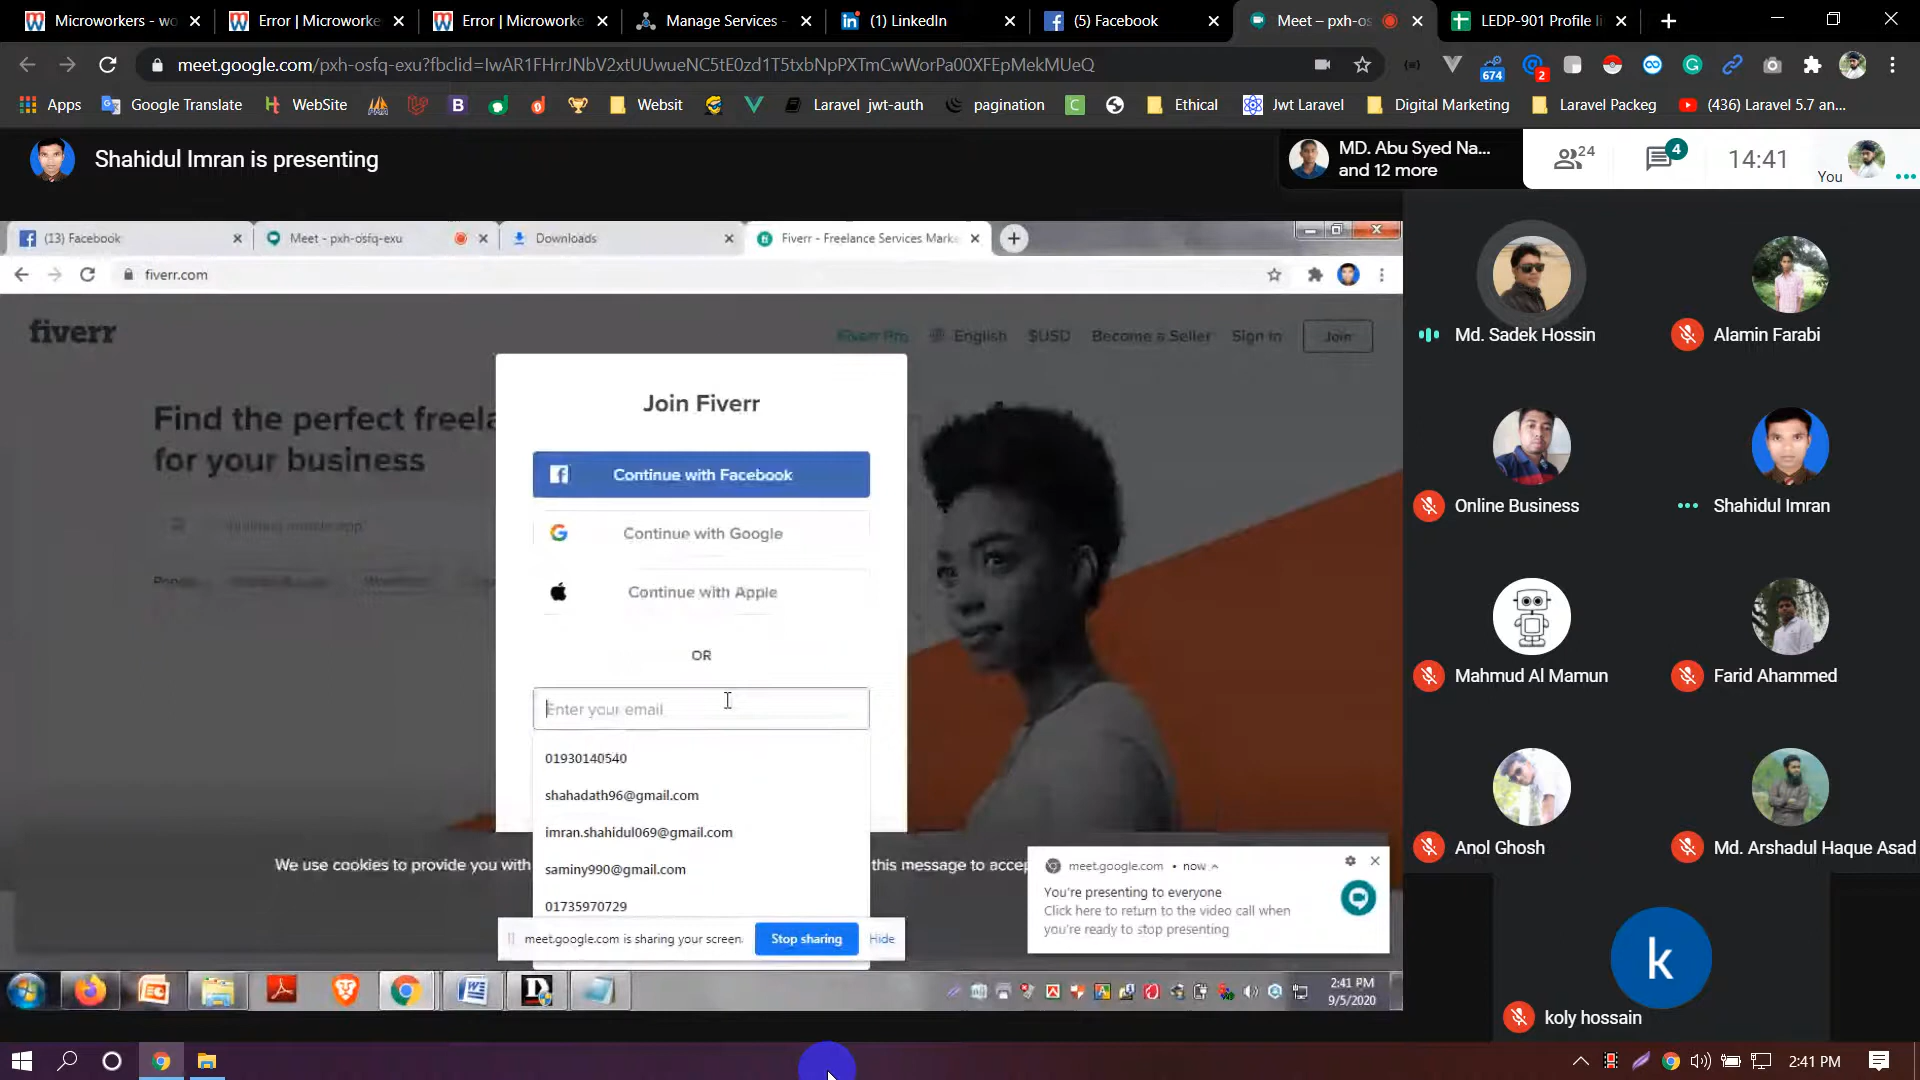 Microworkers - wo
Error | Microworke
Error | Microworke
Manage Services -
(1) LinkedIn
(5) Facebook
Meet – pxh-os
LEDP-901 Profile li
meet.google.com/pxh-osfq-exu?fbclid=IwAR1FHrrJNbV2xtUUwueNC5tE0zd1T5txbNpPXTmCwWorPa00XFEpMekMUeQ
674
2
Apps
Google Translate
WebSite
Websit
Laravel jwt-auth
pagination
Ethical
Jwt Laravel
Digital Marketing
Laravel Packeg
(436) Laravel 5.7 an...
Shahidul Imran is presenting
MD. Abu Syed Na...
and 12 more
24
4
14:41
You
(13) Facebook
Meet - pxh-osfq-exu
Downloads
Fiverr - Freelance Services Marke
fiverr.com
fiverr
Fiverr Pro
English
$USD
Become a Seller
Sign In
Join
Find the perfect freela
for your business
Join Fiverr
Continue with Facebook
Continue with Google
Continue with Apple
OR
Enter your email
01930140540
shahadath96@gmail.com
imran.shahidul069@gmail.com
saminy990@gmail.com
01735970729
We use cookies to provide you with
this message to accep
meet.google.com • now
You're presenting to everyone
Click here to return to the video call when
you're ready to stop presenting
meet.google.com is sharing your screen.
Stop sharing
Hide
2:41 PM
9/5/2020
Md. Sadek Hossin
Alamin Farabi
Online Business
Shahidul Imran
Mahmud Al Mamun
Farid Ahammed
Anol Ghosh
Md. Arshadul Haque Asad
k
koly hossain
2:41 PM